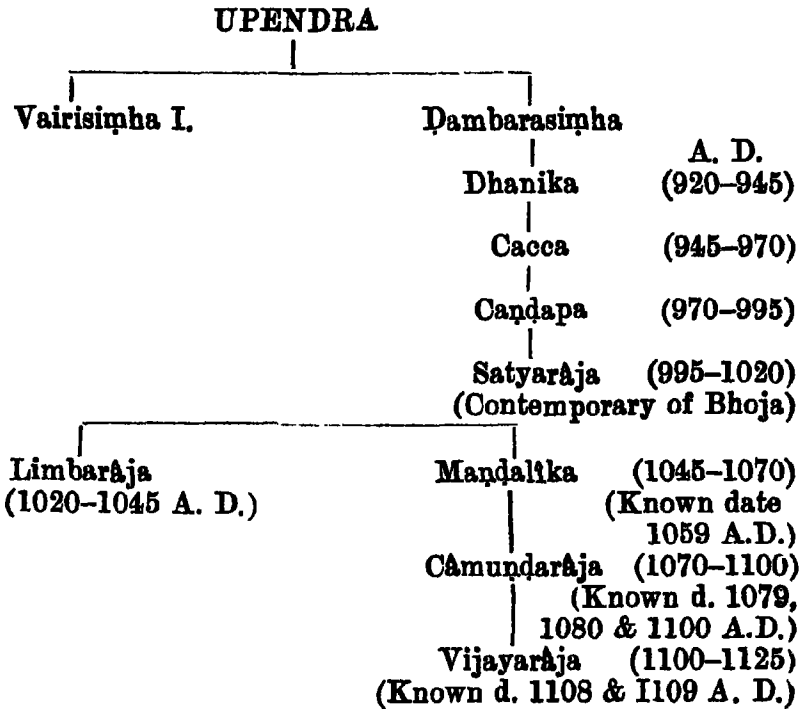 UPENDRA
Vairisiṃha I. Ḍambarasiṃha
A. D.
Dhanika (920–945)
Cacca (945–970)
Caṇḍapa (970–995)
Satyarâja (995–1020)
(Contemporary of Bhoja)
Limbarâja Maṇḍalîka (1045–1070)
(1020–1045 A. D.) (Known date
1059 A.D.)
Câmuṇḍarâja (1070–1100)
(Known d. 1079,
1080 & 1100 A.D.)
Vijayarâja (1100–1125)
(Known d. 1108 & I109 A. D.)